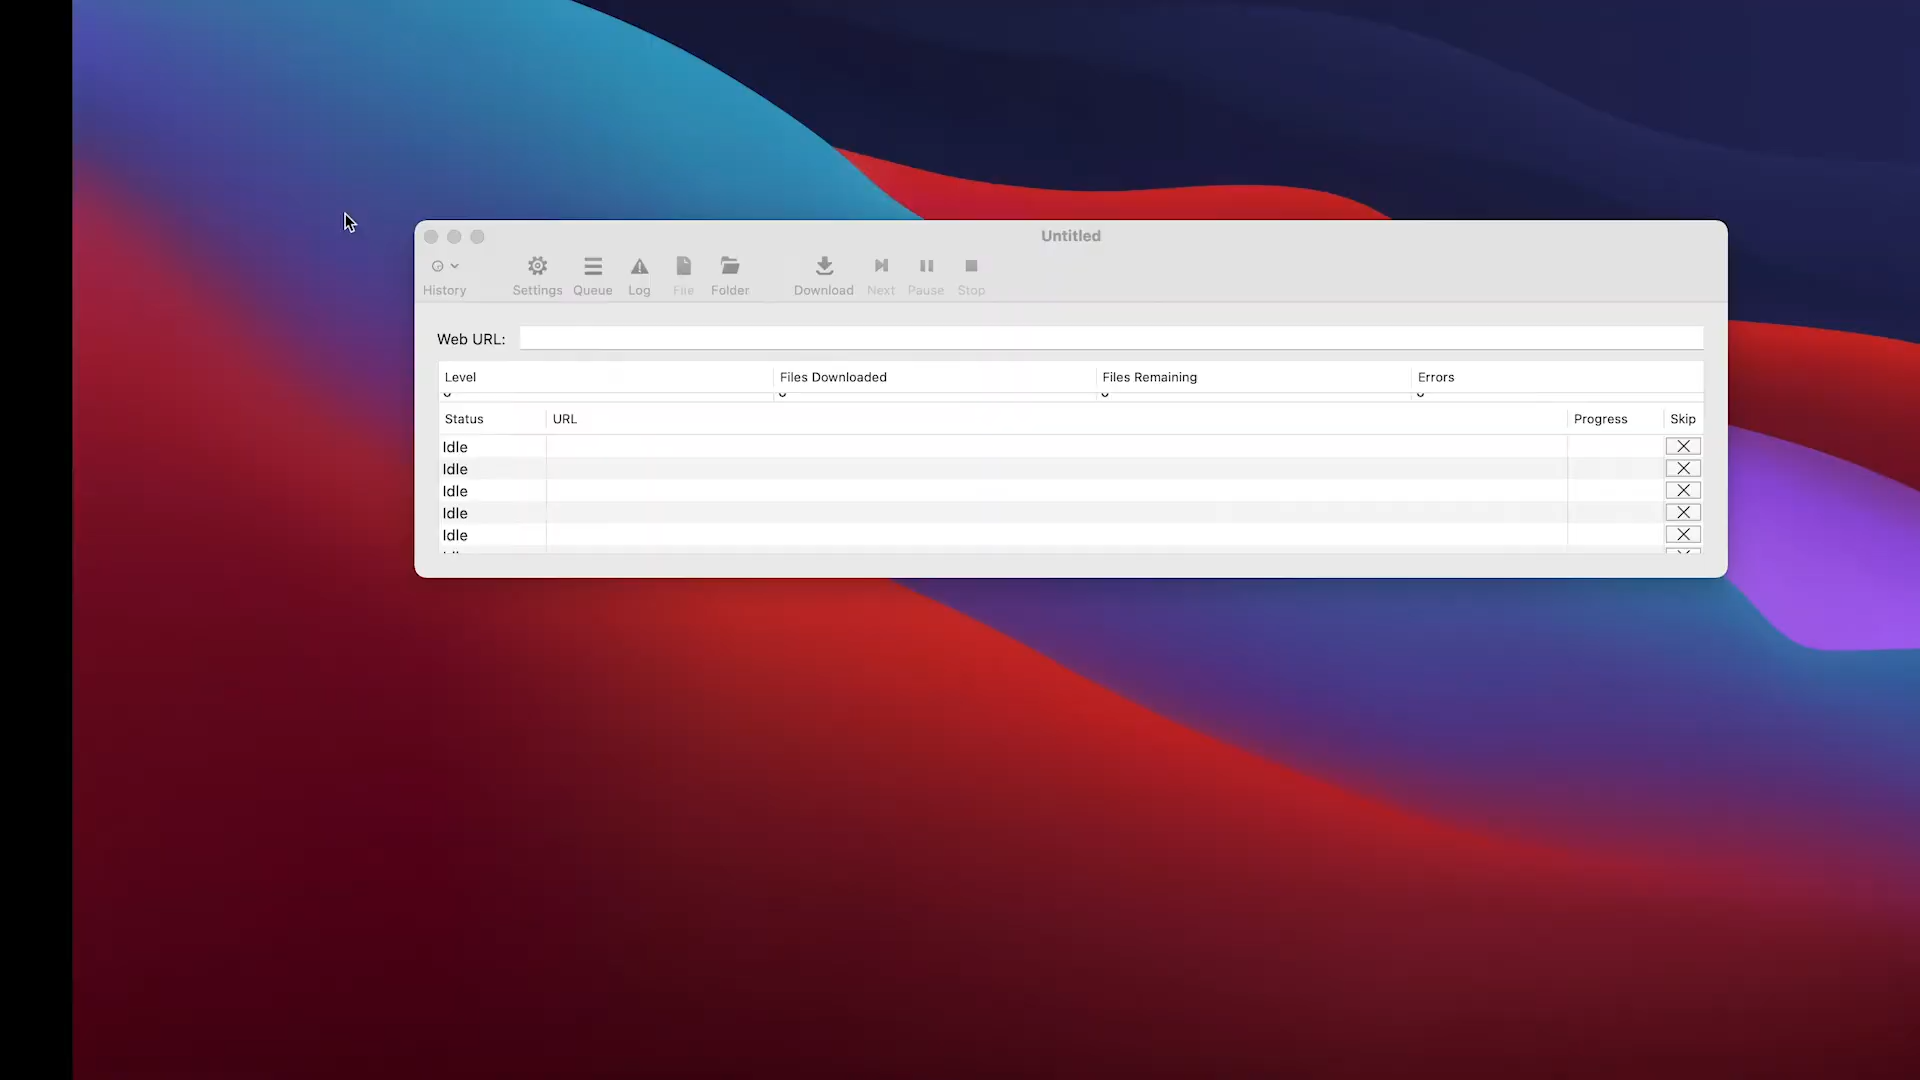 Untitled
History Settings Queue Log File Folder Download Next Pause Stop
Web URL:
Level Files Downloaded Files Remaining Errors
Status URL Progress Skip
Idle
Idle
Idle
Idle
Idle